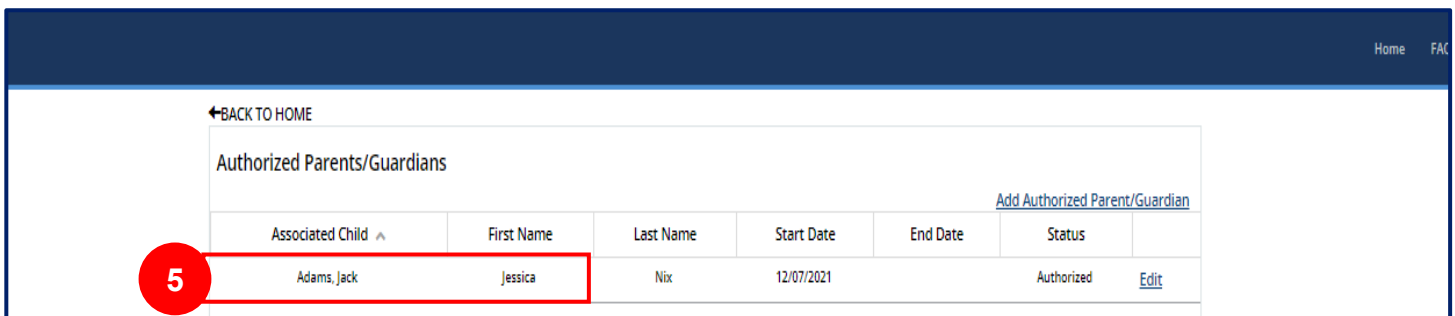 Home FAQ
BACK TO HOME
Authorized Parents/Guardians
Add Authorized Parent/Guardian
Associated Child First Name Last Name Start Date End Date Status
5 Adams, Jack Jessica Nix 12/07/2021 Authorized Edit